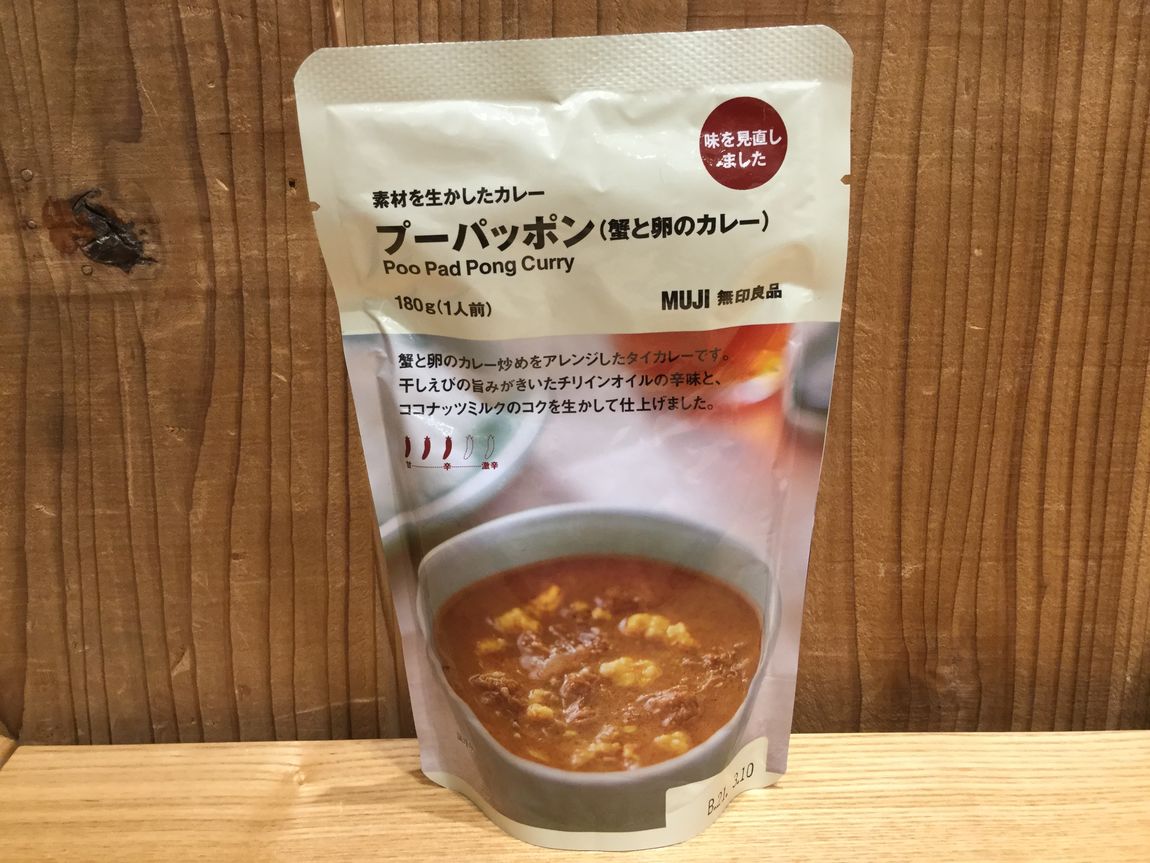 味を見直し
ました
素材を生かしたカレー
プーパッポン(蟹と卵のカレー)
Poo Pad Pong Curry
180g(1人前)
MUJI 無印良品
蟹と卵のカレー炒めをアレンジしたタイカレーです。
干しえびの旨みがきいたチリインオイルの辛味と、
ココナッツミルクのコクを生かして仕上げました。
辛 激辛
B21. 3.10